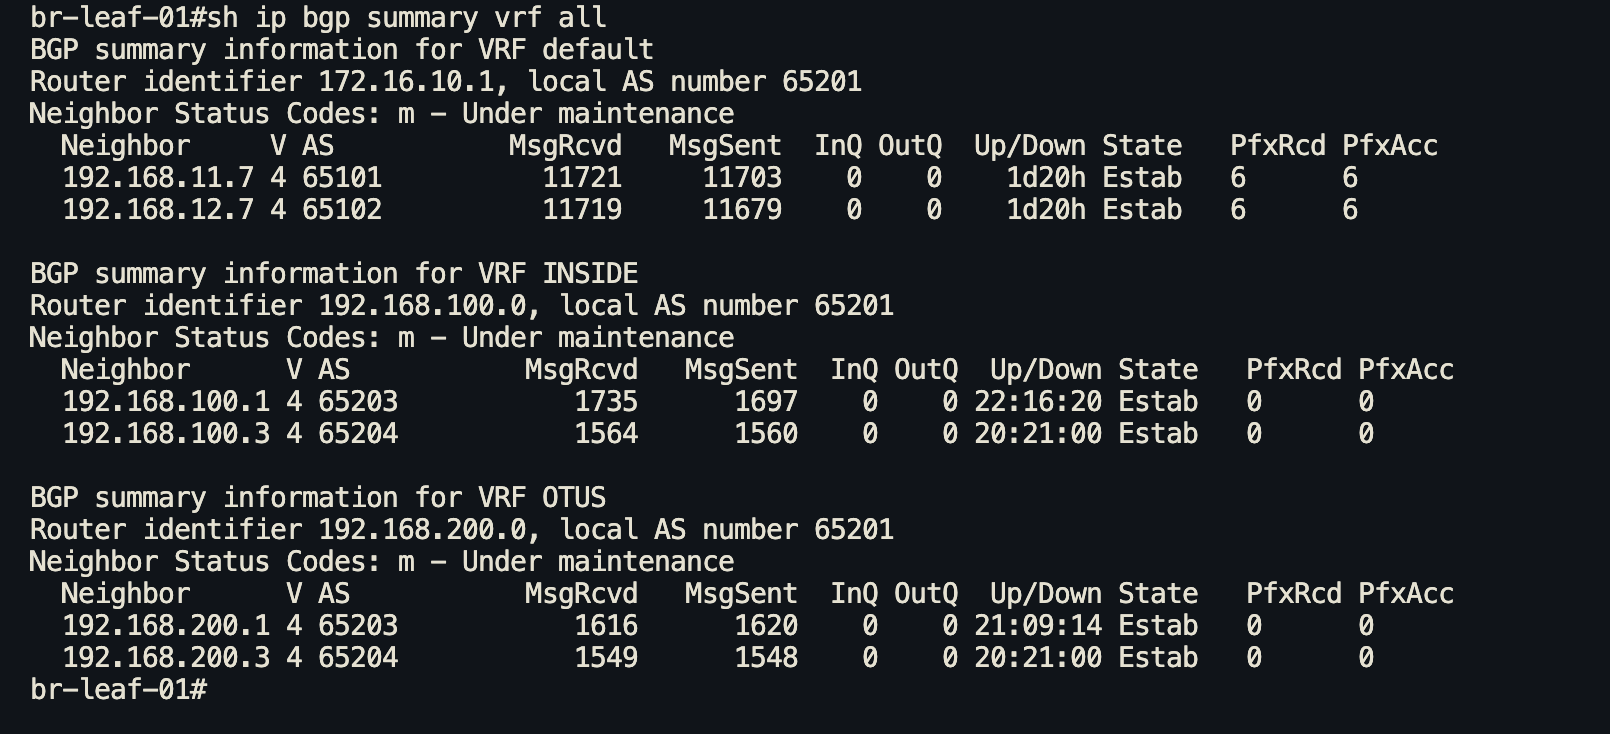 br-leaf-01#sh ip bgp summary vrf all
BGP summary information for VRF default
Router identifier 172.16.10.1, local AS number 65201
Neighbor Status Codes: m - Under maintenance
  Neighbor     V AS           MsgRcvd   MsgSent  InQ OutQ  Up/Down State   PfxRcd PfxAcc
  192.168.11.7 4 65101          11721     11703    0    0    1d20h Estab   6      6
  192.168.12.7 4 65102          11719     11679    0    0    1d20h Estab   6      6

BGP summary information for VRF INSIDE
Router identifier 192.168.100.0, local AS number 65201
Neighbor Status Codes: m - Under maintenance
  Neighbor      V AS           MsgRcvd   MsgSent  InQ OutQ  Up/Down State   PfxRcd PfxAcc
  192.168.100.1 4 65203           1735      1697    0    0 22:16:20 Estab   0      0
  192.168.100.3 4 65204           1564      1560    0    0 20:21:00 Estab   0      0

BGP summary information for VRF OTUS
Router identifier 192.168.200.0, local AS number 65201
Neighbor Status Codes: m - Under maintenance
  Neighbor      V AS           MsgRcvd   MsgSent  InQ OutQ  Up/Down State   PfxRcd PfxAcc
  192.168.200.1 4 65203           1616      1620    0    0 21:09:14 Estab   0      0
  192.168.200.3 4 65204           1549      1548    0    0 20:21:00 Estab   0      0
br-leaf-01#